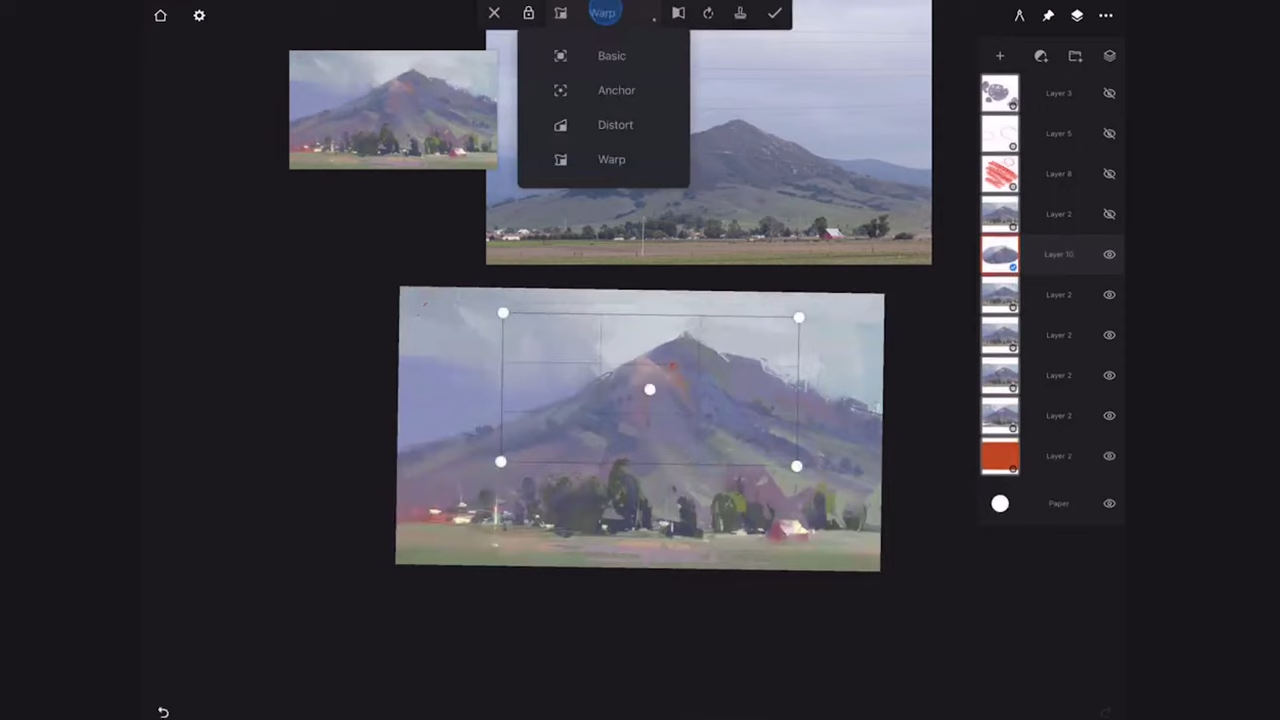 Warp
Basic
Anchor
Distort
Warp
Layer 3
Layer 5
Layer 8
Layer 2
Layer 10
Layer 2
Layer 2
Layer 2
Layer 2
Layer 2
Paper